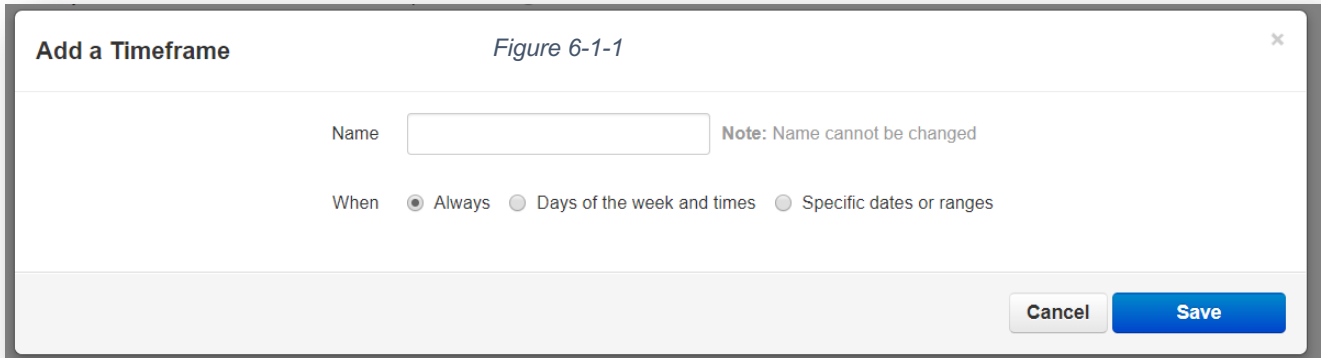 Add a Timeframe Figure 6-1-1 ×
Name Note: Name cannot be changed
When Always Days of the week and times Specific dates or ranges
Cancel Save